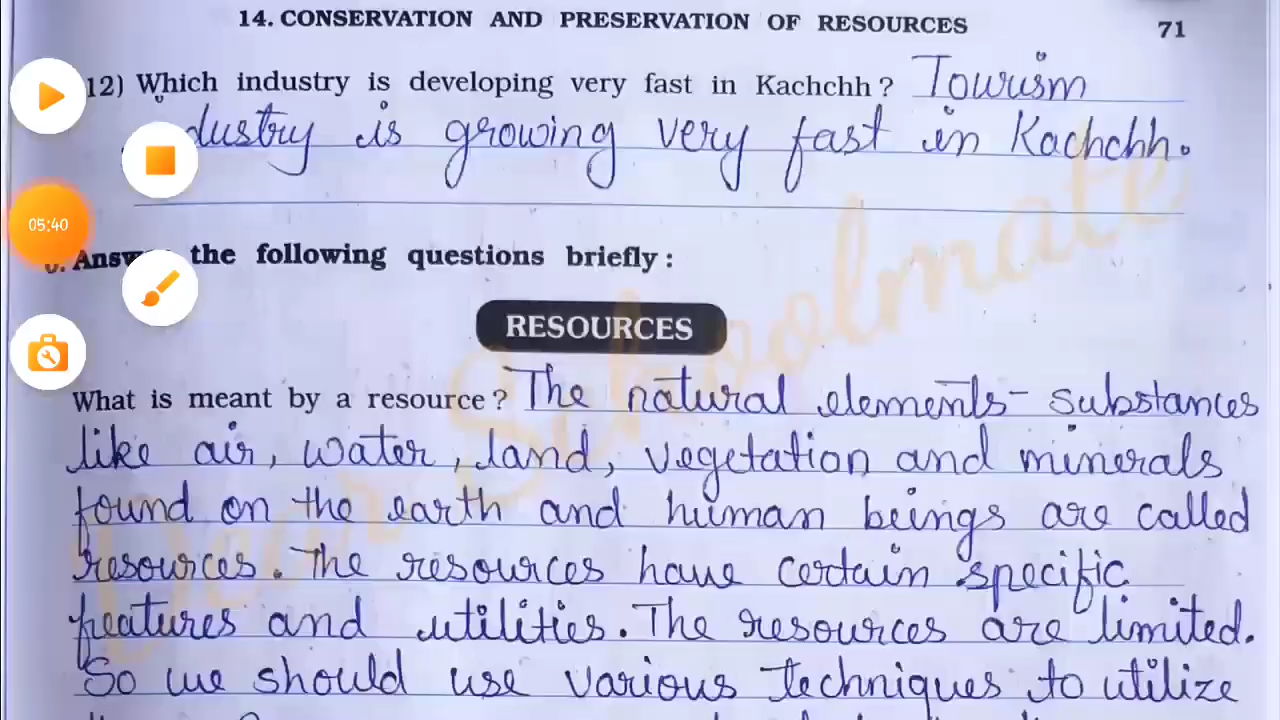 14. CONSERVATION AND PRESERVATION OF RESOURCES 71
12) Which industry is developing very fast in Kachchh? Tourism
dustry is growing very fast in Kachchh.
05:40
Answ the following questions briefly :
RESOURCES
What is meant by a resource? The natural elements - substances
like air, water, land, vegetation and minerals
found on the earth and human beings are called
resources. The resources have certain specific
features and utilities. The resources are limited.
So we should use various techniques to utilize
Dear Schoolmate